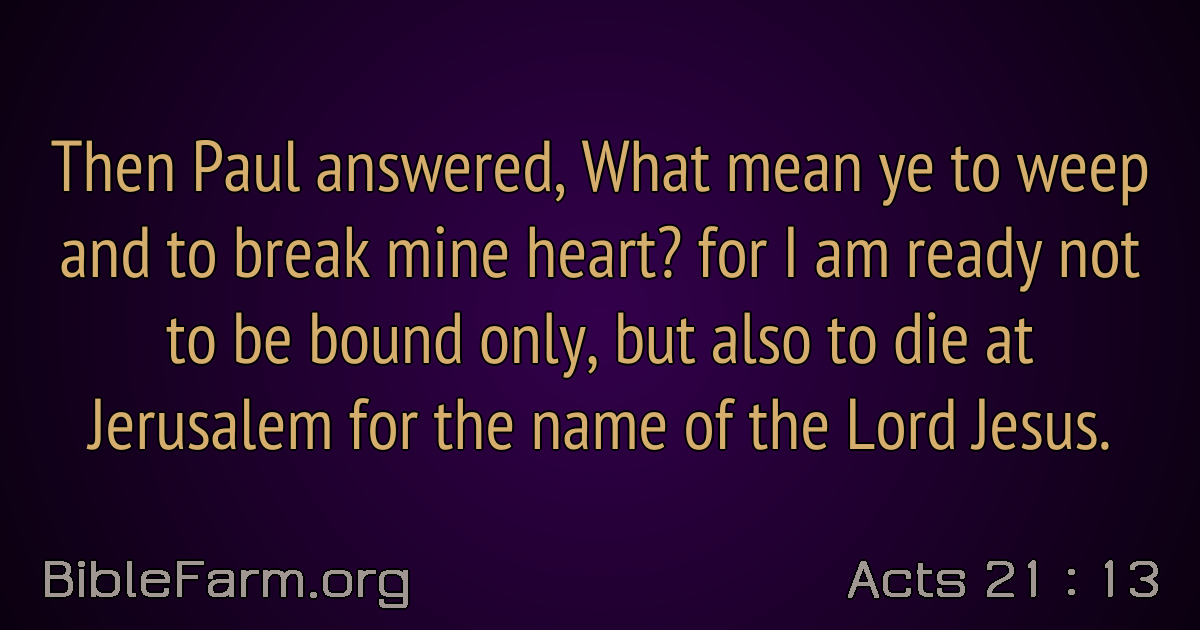 Then Paul answered, What mean ye to weep
and to break mine heart? for I am ready not
to be bound only, but also to die at
Jerusalem for the name of the Lord Jesus.
BibleFarm.org
Acts 21 : 13